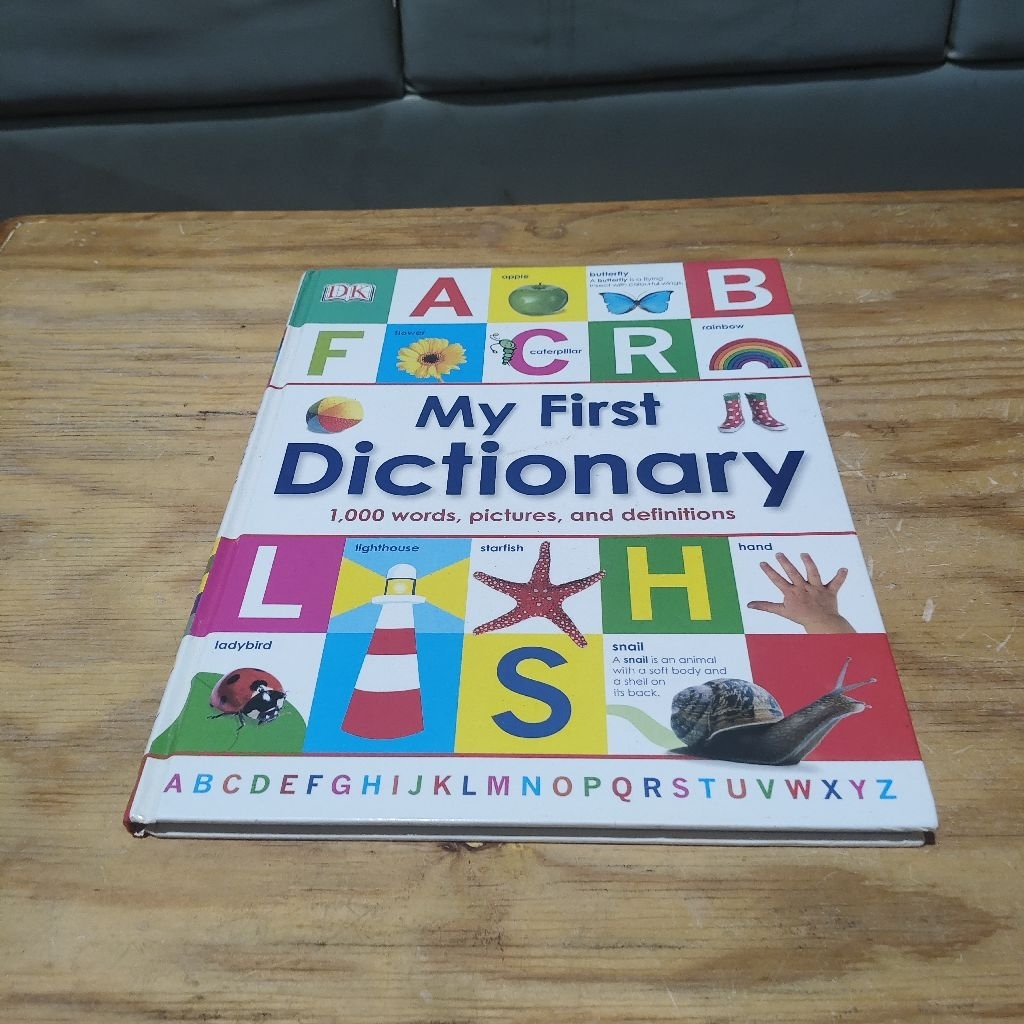 DK
A
apple
butterfly
A butterfly is a flying
insect with colourful wings.
B
F
flower
C
caterpillar
R
rainbow
My First
Dictionary
1,000 words, pictures, and definitions
L
lighthouse
starfish
H
hand
ladybird
S
snail
A snail is an animal
with a soft body and
a shell on
its back.
ABCDEFGHIJKLMNOPQRSTUVWXYZ